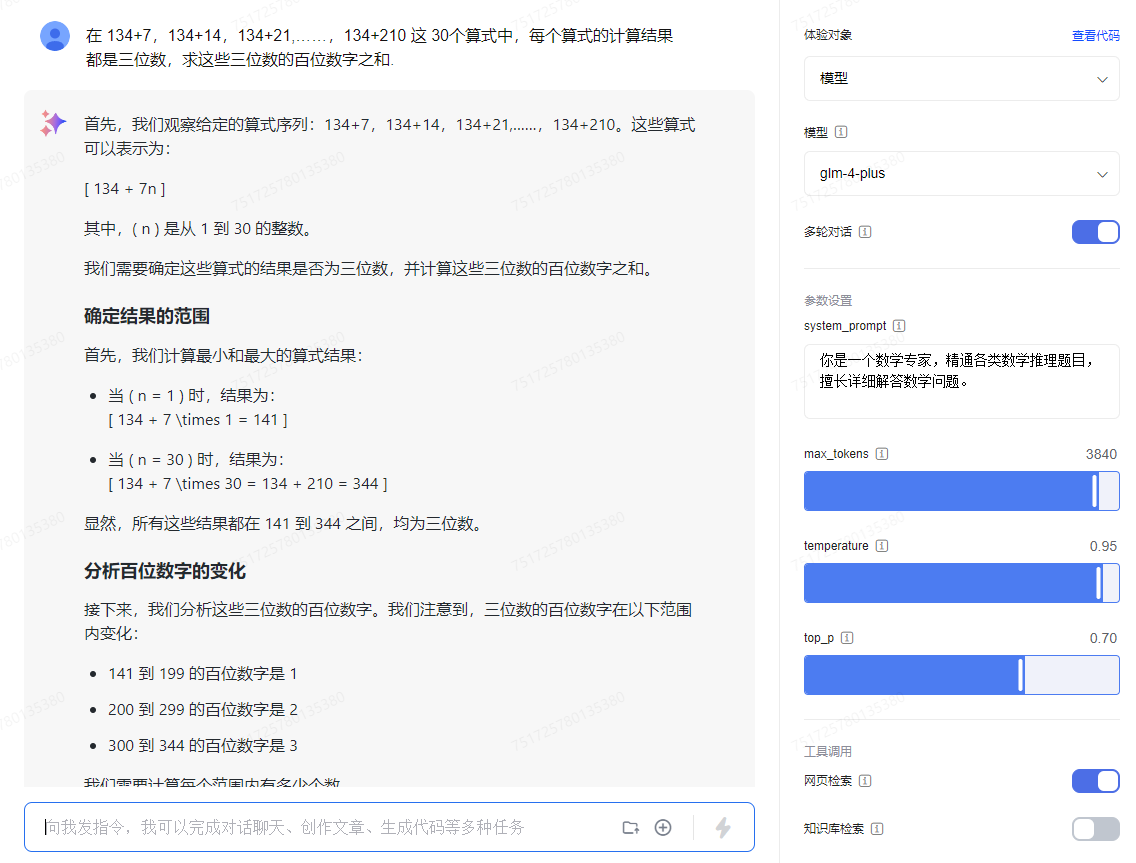 在 134+7，134+14，134+21,……，134+210 这 30个算式中，每个算式的计算结果
都是三位数，求这些三位数的百位数字之和.
首先，我们观察给定的算式序列：134+7，134+14，134+21,......，134+210。这些算式
可以表示为：
[ 134 + 7n ]
其中，( n ) 是从 1 到 30 的整数。
我们需要确定这些算式的结果是否为三位数，并计算这些三位数的百位数字之和。
确定结果的范围
首先，我们计算最小和最大的算式结果：
当 ( n = 1 ) 时，结果为：
[ 134 + 7 \times 1 = 141 ]
当 ( n = 30 ) 时，结果为：
[ 134 + 7 \times 30 = 134 + 210 = 344 ]
显然，所有这些结果都在 141 到 344 之间，均为三位数。
分析百位数字的变化
接下来，我们分析这些三位数的百位数字。我们注意到，三位数的百位数字在以下范围
内变化：
141 到 199 的百位数字是 1
200 到 299 的百位数字是 2
300 到 344 的百位数字是 3
我们需要计算每个范围内有多少个数
向我发指令，我可以完成对话聊天、创作文章、生成代码等多种任务
体验对象
查看代码
模型
模型
glm-4-plus
多轮对话
参数设置
system_prompt
你是一个数学专家，精通各类数学推理题目，
擅长详细解答数学问题。
max_tokens
3840
temperature
0.95
top_p
0.70
工具调用
网页检索
知识库检索
751725780135380